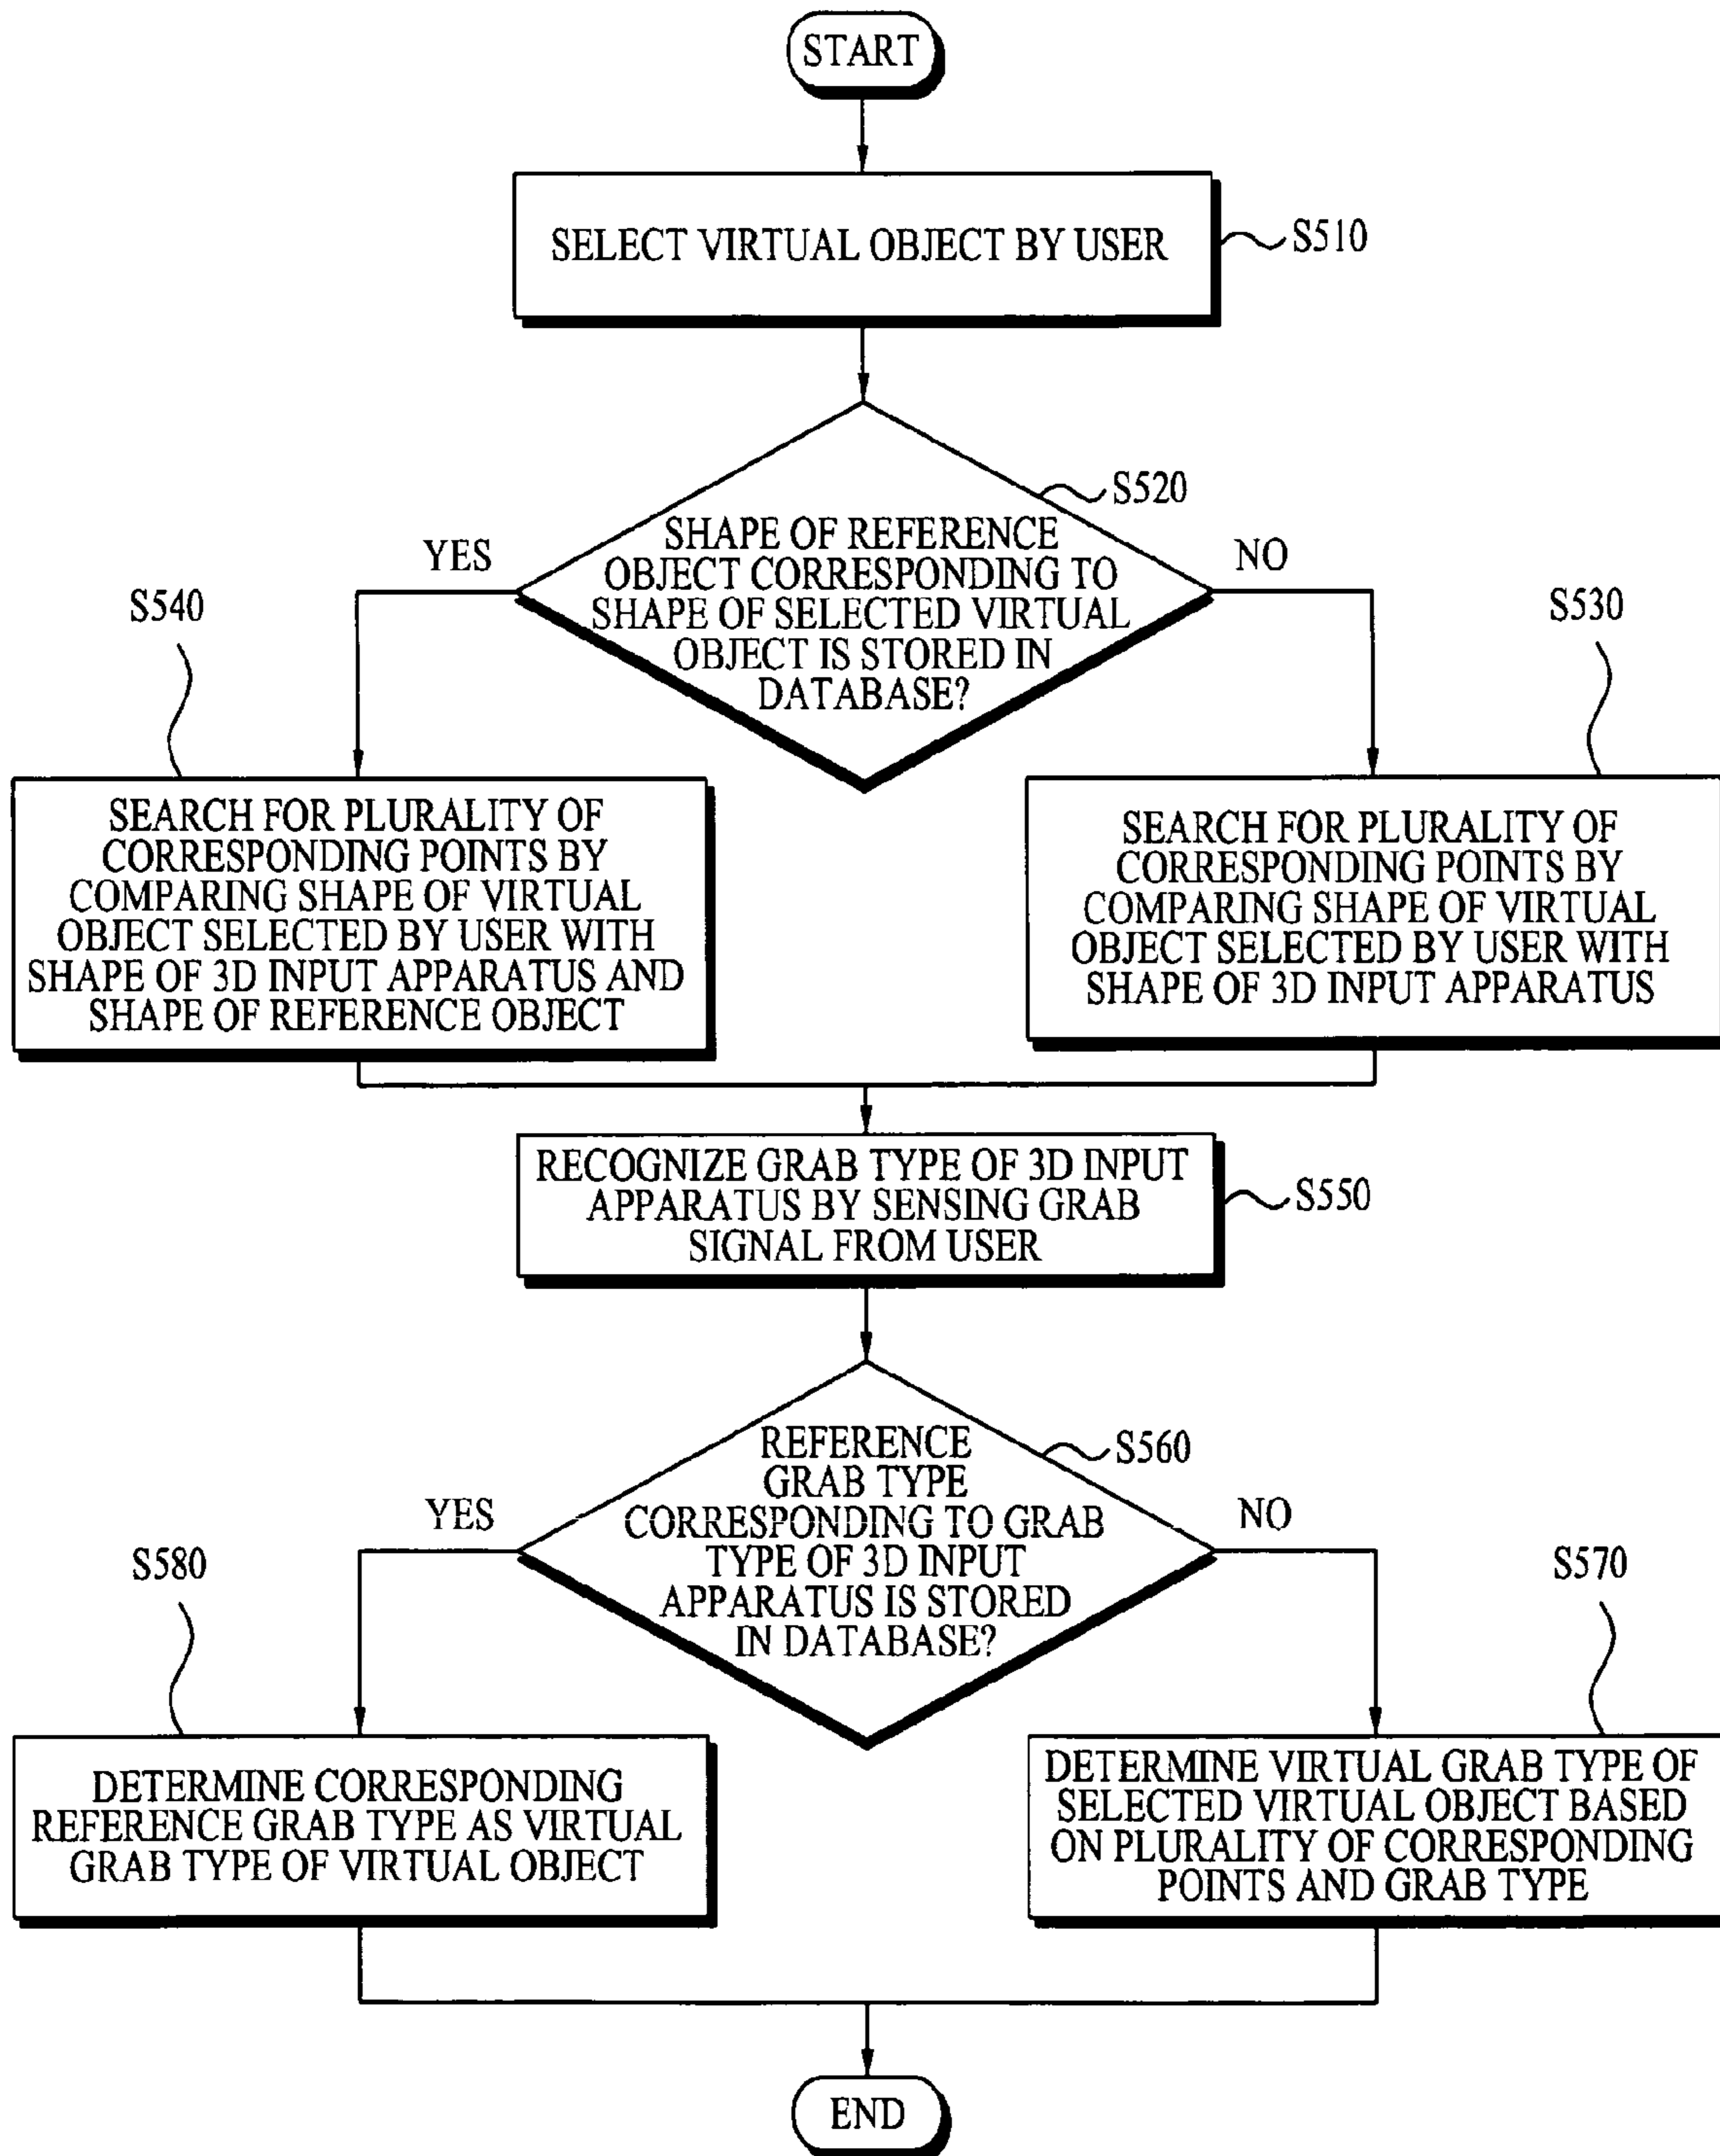 START
SELECT VIRTUAL OBJECT BY USER
S510
S520
SHAPE OF REFERENCE
OBJECT CORRESPONDING TO
SHAPE OF SELECTED VIRTUAL
OBJECT IS STORED IN
DATABASE?
YES
NO
S540
S530
SEARCH FOR PLURALITY OF
CORRESPONDING POINTS BY
COMPARING SHAPE OF VIRTUAL
OBJECT SELECTED BY USER WITH
SHAPE OF 3D INPUT APPARATUS AND
SHAPE OF REFERENCE OBJECT
SEARCH FOR PLURALITY OF
CORRESPONDING POINTS BY
COMPARING SHAPE OF VIRTUAL
OBJECT SELECTED BY USER WITH
SHAPE OF 3D INPUT APPARATUS
RECOGNIZE GRAB TYPE OF 3D INPUT
APPARATUS BY SENSING GRAB
SIGNAL FROM USER
S550
S560
REFERENCE
GRAB TYPE
CORRESPONDING TO GRAB
TYPE OF 3D INPUT
APPARATUS IS STORED
IN DATABASE?
YES
NO
S580
S570
DETERMINE CORRESPONDING
REFERENCE GRAB TYPE AS VIRTUAL
GRAB TYPE OF VIRTUAL OBJECT
DETERMINE VIRTUAL GRAB TYPE OF
SELECTED VIRTUAL OBJECT BASED
ON PLURALITY OF CORRESPONDING
POINTS AND GRAB TYPE
END